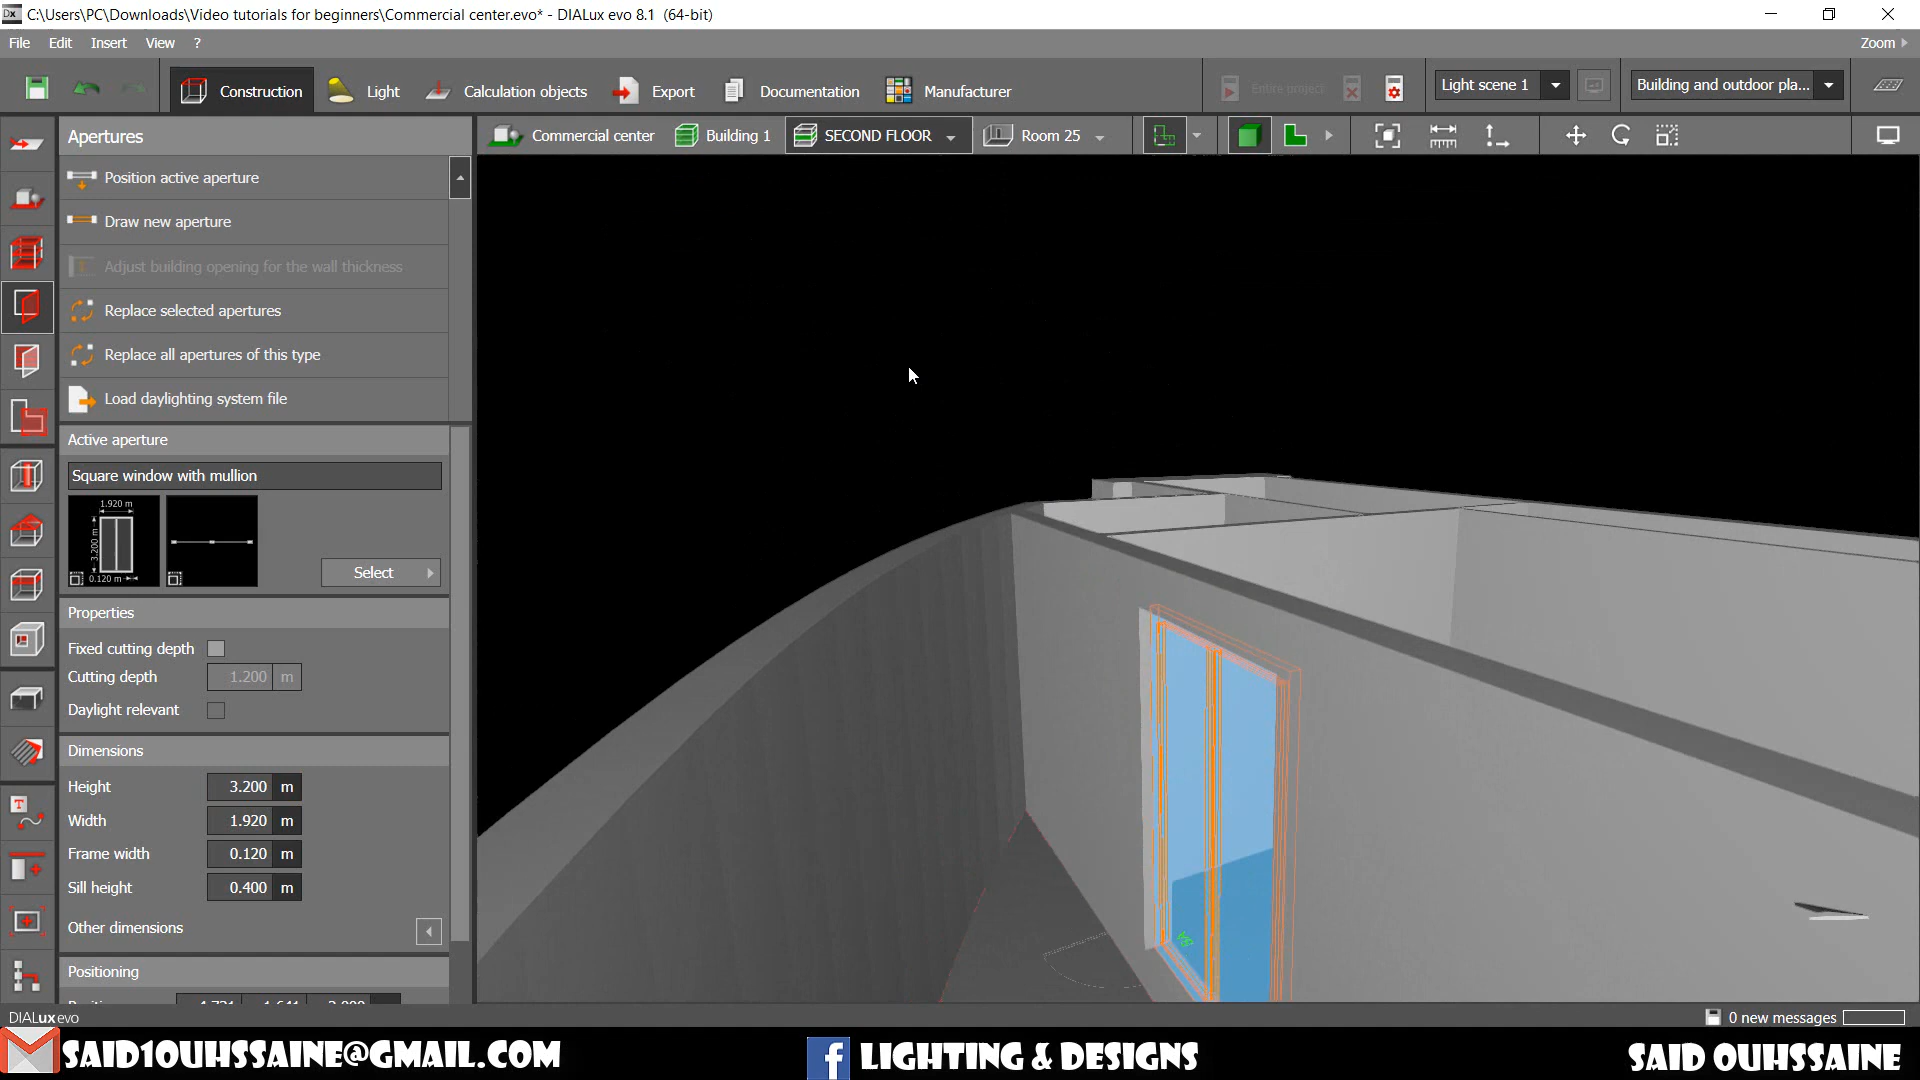 C:\Users\PC\Downloads\Video tutorials for beginners\Commercial center.evo* - DIALux evo 8.1 (64-bit)
File Edit Insert View ? Zoom
Construction Light Calculation objects Export Documentation Manufacturer Entire project Light scene 1 Building and outdoor pla...
Apertures Commercial center Building 1 SECOND FLOOR Room 25
Position active aperture
Draw new aperture
Adjust building opening for the wall thickness
Replace selected apertures
Replace all apertures of this type
Load daylighting system file
Active aperture
Square window with mullion
1.920 m
3.200 m
0.120 m
Select
Properties
Fixed cutting depth
Cutting depth 1.200 m
Daylight relevant
Dimensions
Height 3.200 m
Width 1.920 m
Frame width 0.120 m
Sill height 0.400 m
Other dimensions
Positioning
DIALux evo 0 new messages
SAID1OUHSSAINE@GMAIL.COM LIGHTING & DESIGNS SAID OUHSSAINE